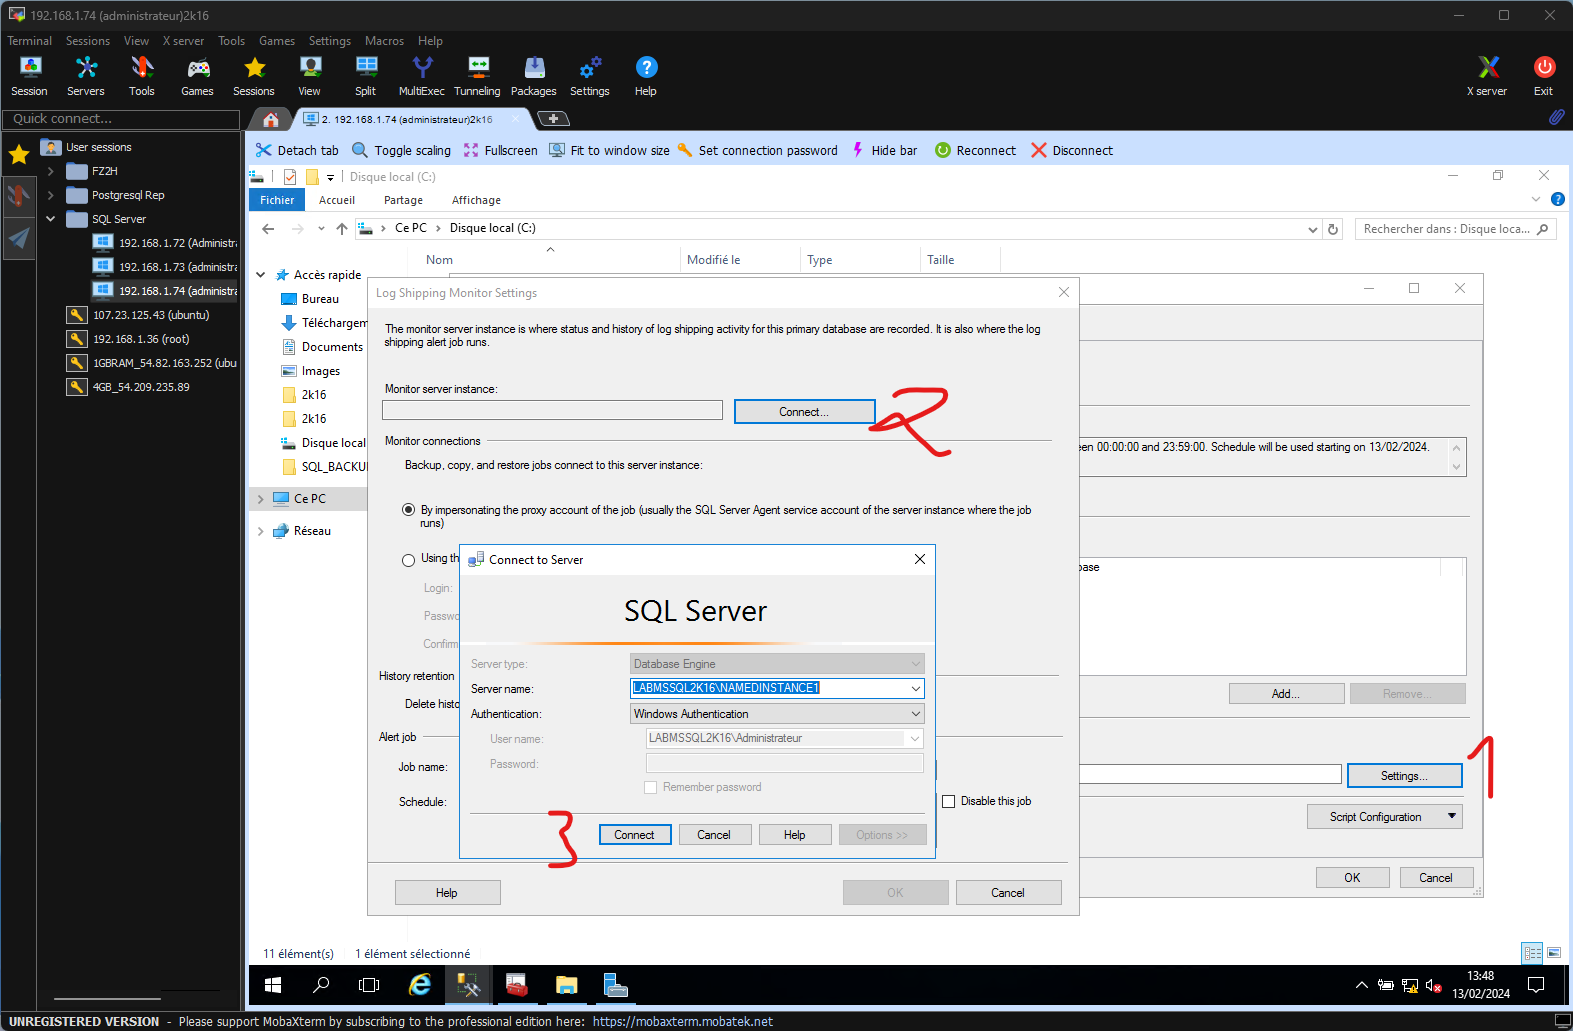 192.168.1.74 (administrateur)2k16
Terminal Sessions View X server Tools Games Settings Macros Help
Session Servers Tools Games Sessions View Split MultiExec Tunneling Packages Settings Help X server Exit
Quick connect...
2. 192.168.1.74 (administrateur)2k16
Detach tab Toggle scaling Fullscreen Fit to window size Set connection password Hide bar Reconnect Disconnect
User sessions
FZ2H
Postgresql Rep
SQL Server
192.168.1.72 (Administra
192.168.1.73 (administra
192.168.1.74 (administra
107.23.125.43 (ubuntu)
192.168.1.36 (root)
1GBRAM_54.82.163.252 (ubu
4GB_54.209.235.89
Disque local (C:)
Fichier Accueil Partage Affichage
Ce PC > Disque local (C:)
Rechercher dans : Disque loca...
Nom Modifié le Type Taille
Accès rapide
Bureau
Téléchargem
Documents
Images
2k16
2k16
Disque local
SQL_BACKU
Ce PC
Réseau
Log Shipping Monitor Settings
The monitor server instance is where status and history of log shipping activity for this primary database are recorded. It is also where the log
shipping alert job runs.
Monitor server instance:
Connect...
2
Monitor connections
Backup, copy, and restore jobs connect to this server instance:
By impersonating the proxy account of the job (usually the SQL Server Agent service account of the server instance where the job
runs)
Using th
Login:
Passwo
Confirm
History retention
Delete histo
Alert job
Job name:
Schedule:
Disable this job
Help OK Cancel
Connect to Server
SQL Server
Server type: Database Engine
Server name: LABMSSQL2K16\NAMEDINSTANCE1
Authentication: Windows Authentication
User name: LABMSSQL2K16\Administrateur
Password:
Remember password
3
Connect Cancel Help Options >>
en 00:00:00 and 23:59:00. Schedule will be used starting on 13/02/2024.
base
Add... Remove...
Settings...
1
Script Configuration
OK Cancel
11 élément(s) 1 élément sélectionné
13:48
13/02/2024
UNREGISTERED VERSION - Please support MobaXterm by subscribing to the professional edition here: https://mobaxterm.mobatek.net